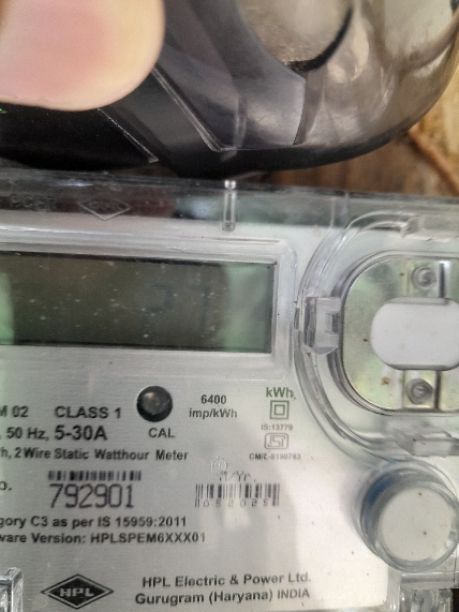 M 02 CLASS 1
6400 imp/kWh
kWh,
, 50 Hz, 5-30A
CAL
IS:13779
h, 2 Wire Static Watthour Meter
o.
792901
M/Yr.
052025
gory C3 as per IS 15959:2011
ware Version: HPLSPEM6XXX01
HPL
HPL Electric & Power Ltd.
Gurugram (Haryana) INDIA